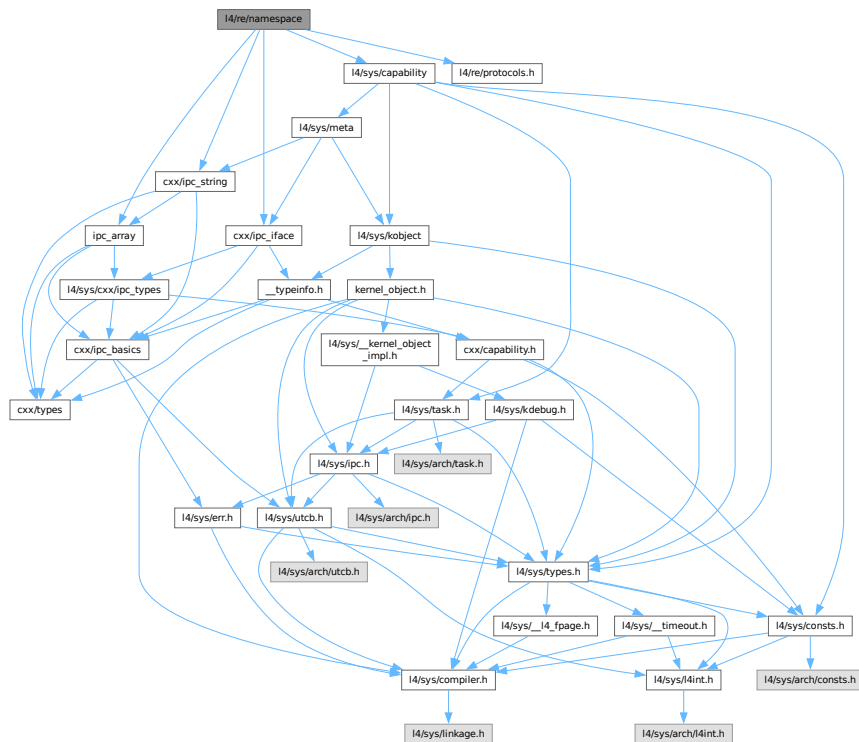 l4/re/namespace
l4/sys/capability
l4/re/protocols.h
l4/sys/meta
cxx/ipc_string
ipc_array
cxx/ipc_iface
l4/sys/kobject
l4/sys/cxx/ipc_types
__typeinfo.h
kernel_object.h
cxx/ipc_basics
l4/sys/__kernel_object
_impl.h
cxx/capability.h
cxx/types
l4/sys/task.h
l4/sys/kdebug.h
l4/sys/ipc.h
l4/sys/arch/task.h
l4/sys/err.h
l4/sys/utcb.h
l4/sys/arch/ipc.h
l4/sys/arch/utcb.h
l4/sys/types.h
l4/sys/__l4_fpage.h
l4/sys/__timeout.h
l4/sys/consts.h
l4/sys/compiler.h
l4/sys/l4int.h
l4/sys/arch/consts.h
l4/sys/linkage.h
l4/sys/arch/l4int.h